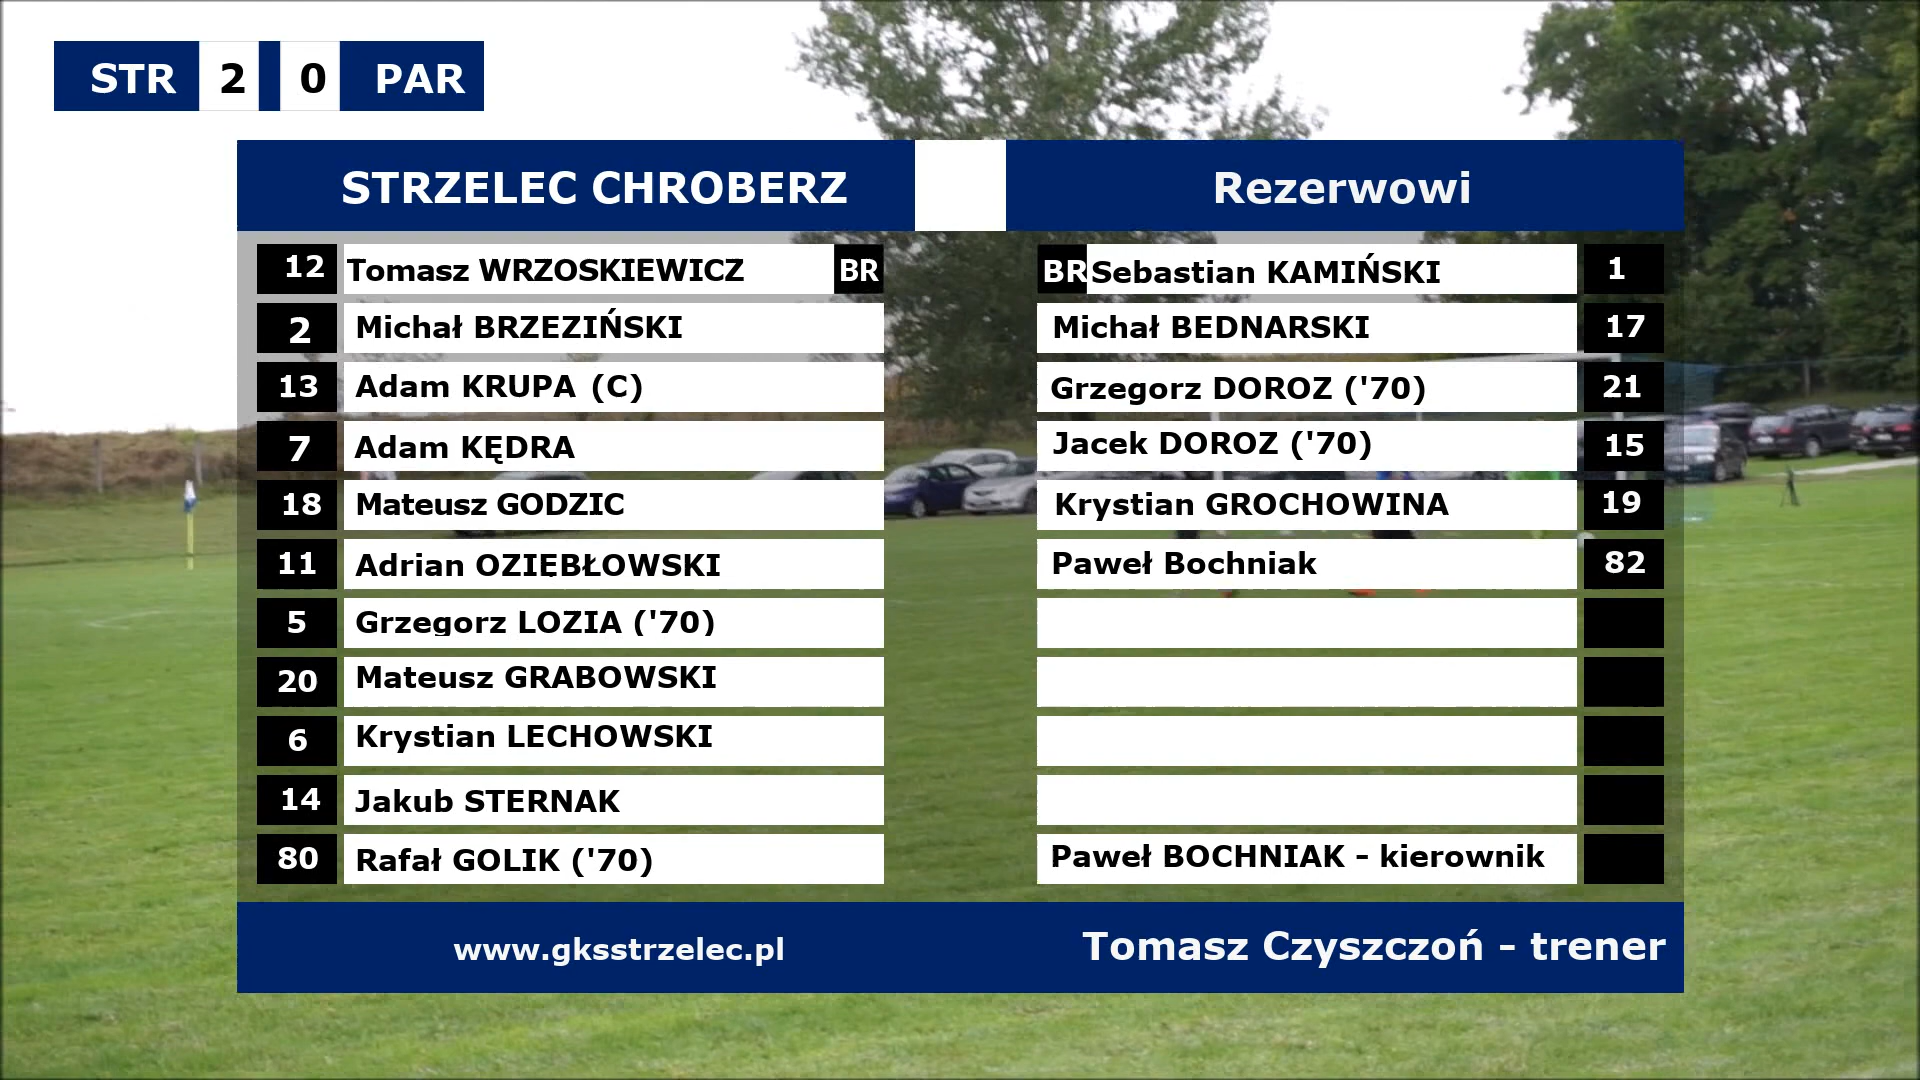 STR 2 0 PAR
STRZELEC CHROBERZ
12 Tomasz WRZOSKIEWICZ BR
2 Michał BRZEZIŃSKI
13 Adam KRUPA (C)
7 Adam KĘDRA
18 Mateusz GODZIC
11 Adrian OZIĘBŁOWSKI
5 Grzegorz LOZIA ('70)
20 Mateusz GRABOWSKI
6 Krystian LECHOWSKI
14 Jakub STERNAK
80 Rafał GOLIK ('70)
www.gksstrzelec.pl
Rezerwowi
BR Sebastian KAMIŃSKI 1
Michał BEDNARSKI 17
Grzegorz DOROZ ('70) 21
Jacek DOROZ ('70) 15
Krystian GROCHOWINA 19
Paweł Bochniak 82
Paweł BOCHNIAK - kierownik
Tomasz Czyszczoń - trener